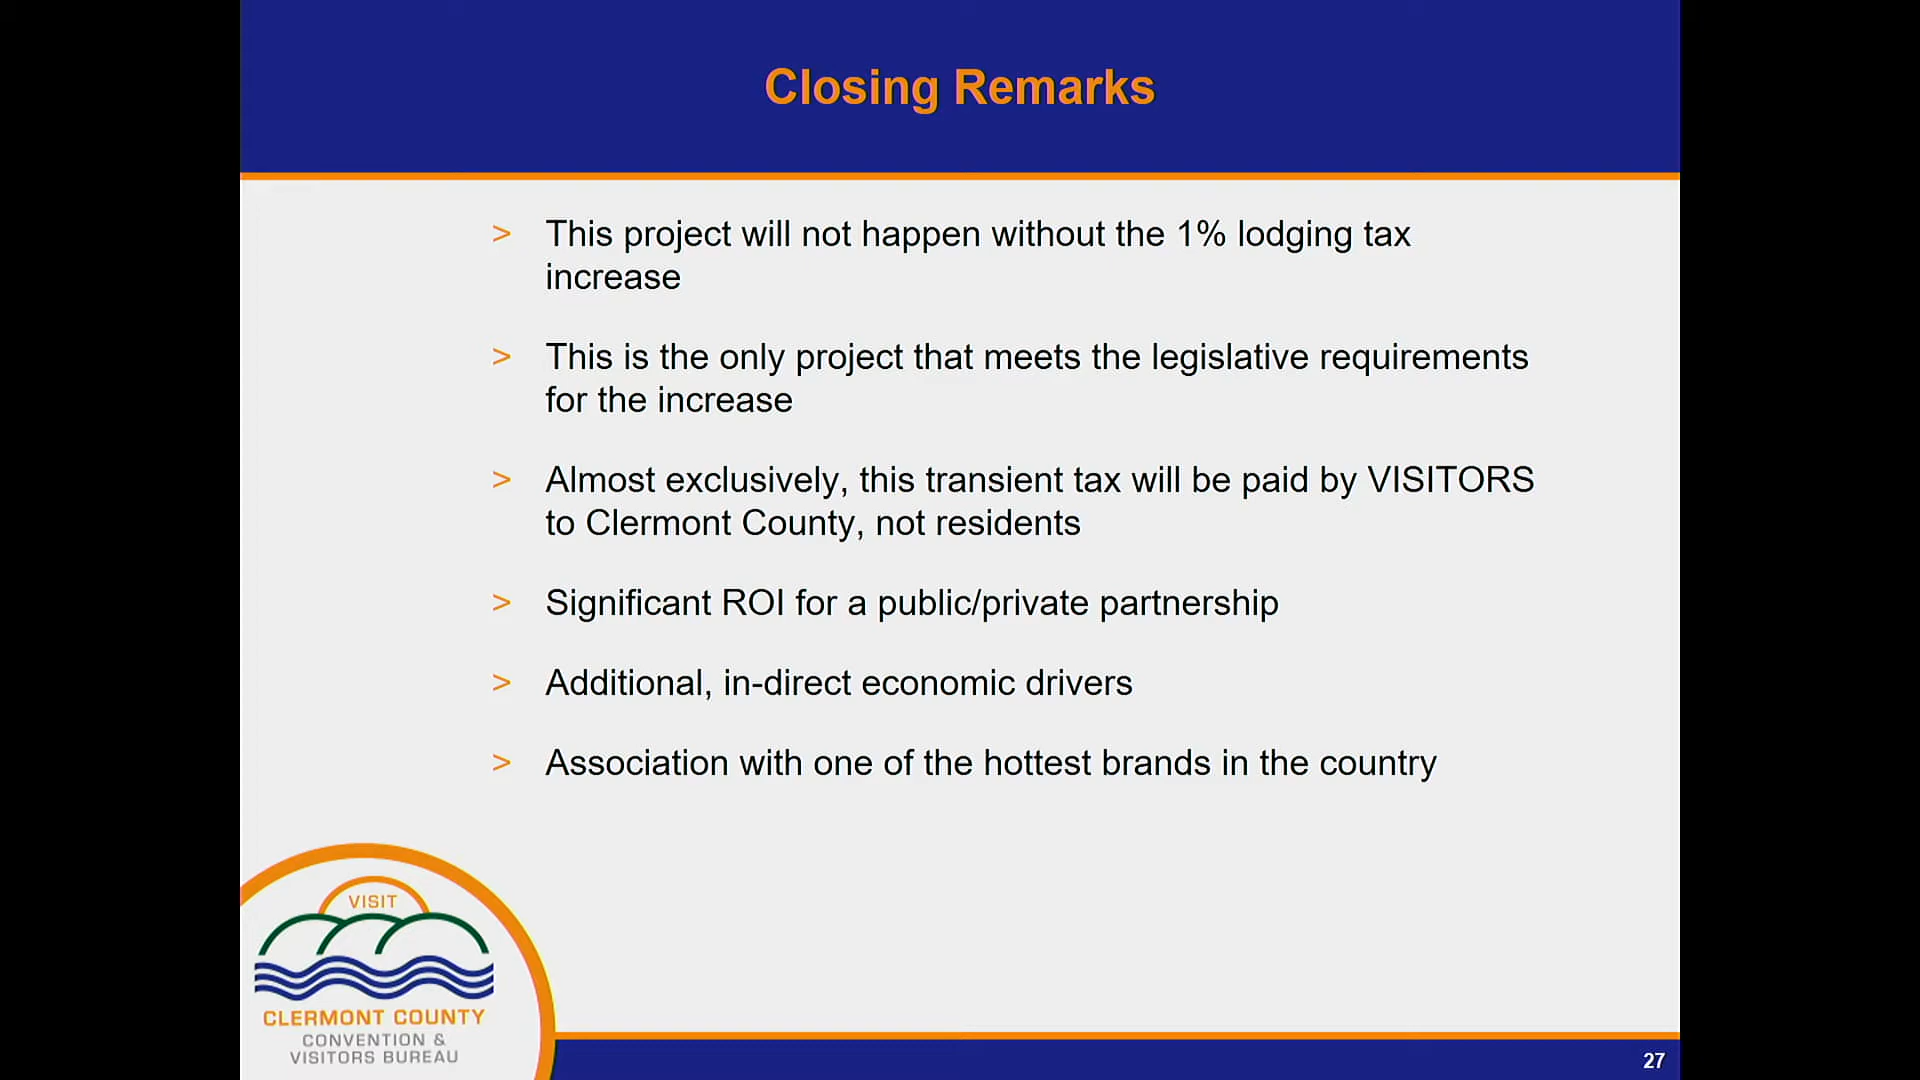 Closing Remarks
> This project will not happen without the 1% lodging tax
increase
> This is the only project that meets the legislative requirements
for the increase
> Almost exclusively, this transient tax will be paid by VISITORS
to Clermont County, not residents
> Significant ROI for a public/private partnership
> Additional, in-direct economic drivers
> Association with one of the hottest brands in the country
VISIT
CLERMONT COUNTY
CONVENTION &
VISITORS BUREAU
27